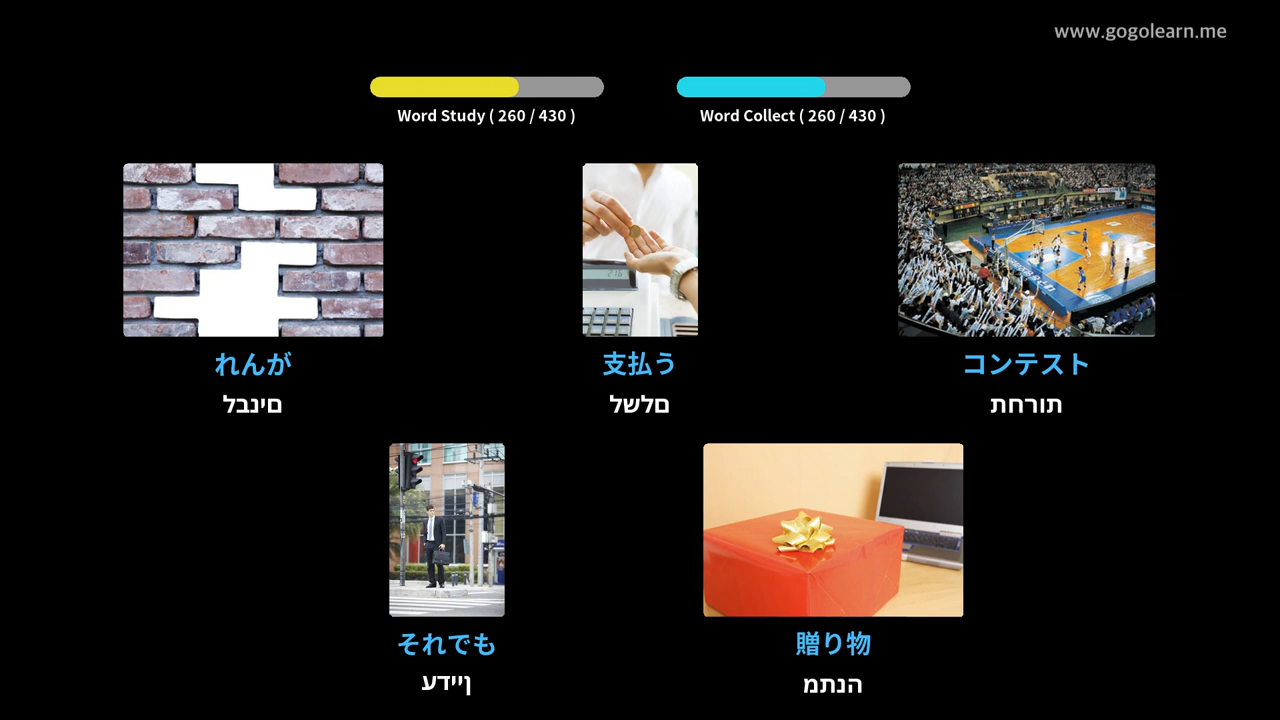 www.gogolearn.me
Word Study ( 260 / 430 )
Word Collect ( 260 / 430 )
れんが
לבנים
支払う
לשלם
コンテスト
תחרות
それでも
עדיין
贈り物
מתנה